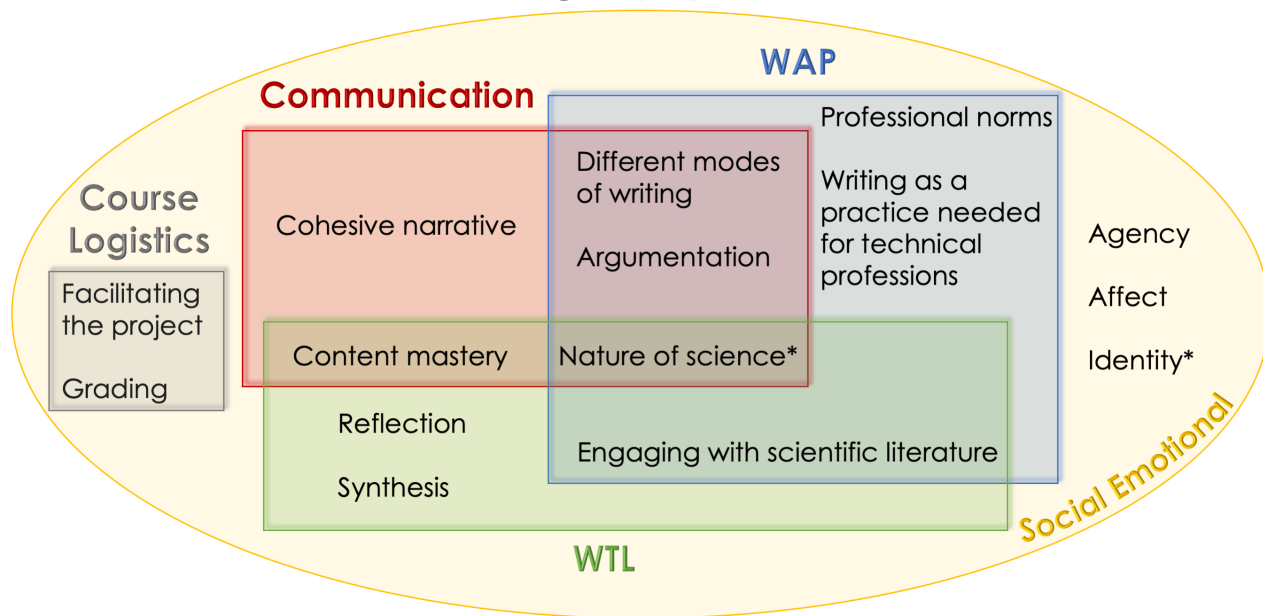 WAP
Communication
Professional norms
Different modes
of writing
Writing as a
practice needed
for technical
professions
Course
Logistics
Cohesive narrative
Argumentation
Agency
Affect
Identity*
Facilitating
the project
Grading
Content mastery
Nature of science*
Reflection
Synthesis
Engaging with scientific literature
Social Emotional
WTL